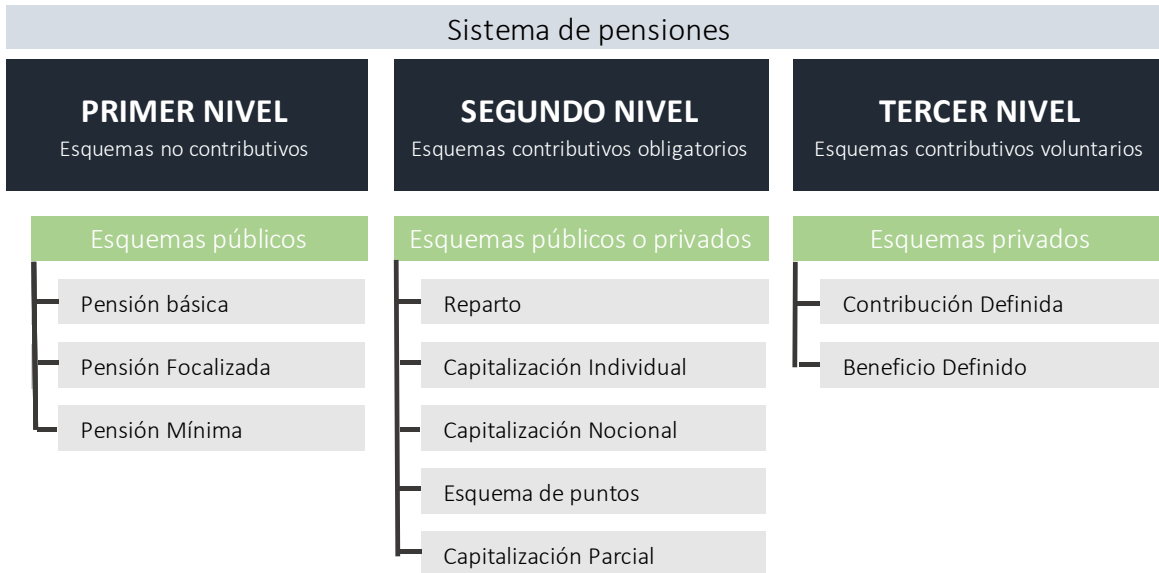 Sistema de pensiones
PRIMER NIVEL
Esquemas no contributivos
SEGUNDO NIVEL
Esquemas contributivos obligatorios
TERCER NIVEL
Esquemas contributivos voluntarios
Esquemas públicos
Pensión básica
Pensión Focalizada
Pensión Mínima
Esquemas públicos o privados
Reparto
Capitalización Individual
Capitalización Nocional
Esquema de puntos
Capitalización Parcial
Esquemas privados
Contribución Definida
Beneficio Definido